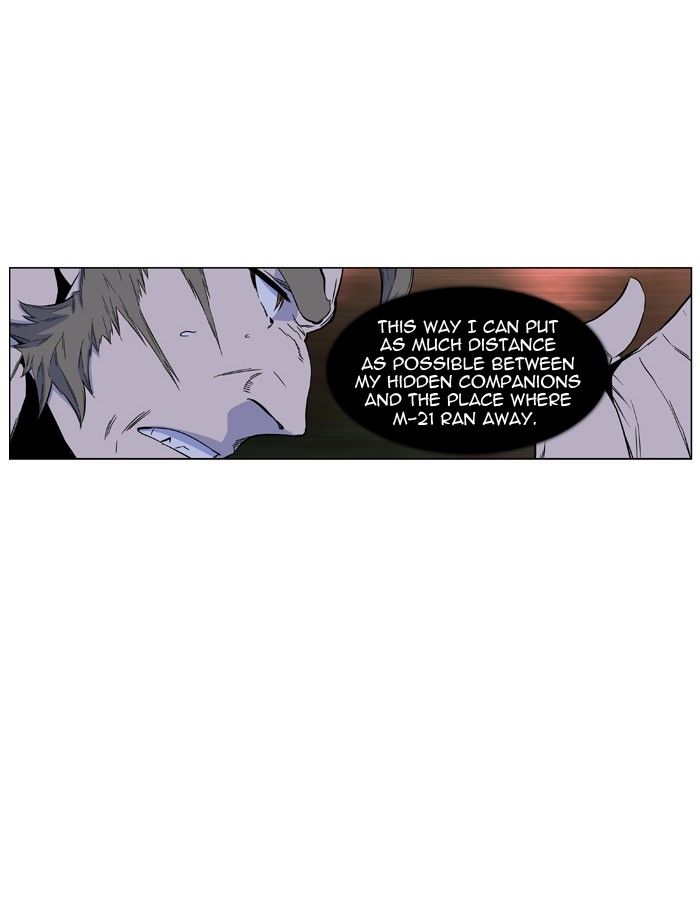 THIS WAY I CAN PUT
AS MUCH DISTANCE
AS POSSIBLE BETWEEN
MY HIDDEN COMPANIONS
AND THE PLACE WHERE
M-21 RAN AWAY.